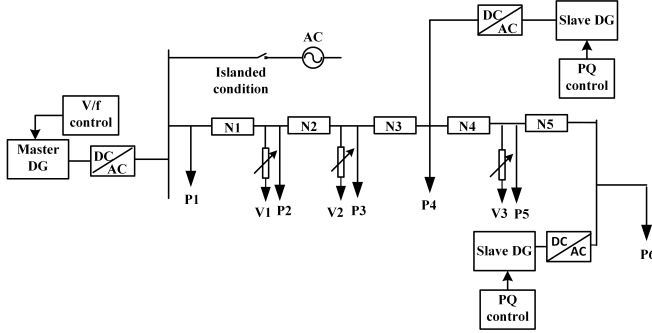 AC
Islanded
condition
DC
AC
Slave DG
PQ
control
V/f
control
Master
DG
DC
AC
N1
N2
N3
N4
N5
P1
V1
P2
V2
P3
P4
V3
P5
P6
Slave DG
DC
AC
PQ
control